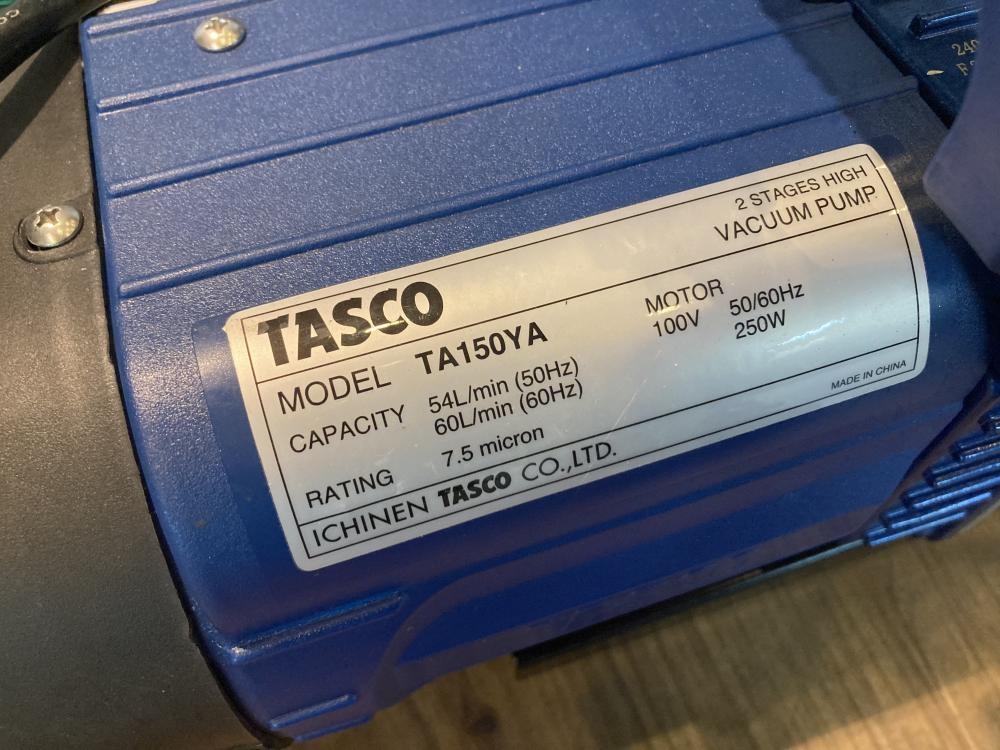 TASCO
2 STAGES HIGH
VACUUM PUMP
MODEL TA150YA
CAPACITY 54L/min (50Hz)
60L/min (60Hz)
RATING 7.5 micron
MOTOR
100V 50/60Hz
250W
ICHINEN TASCO CO.,LTD.
MADE IN CHINA